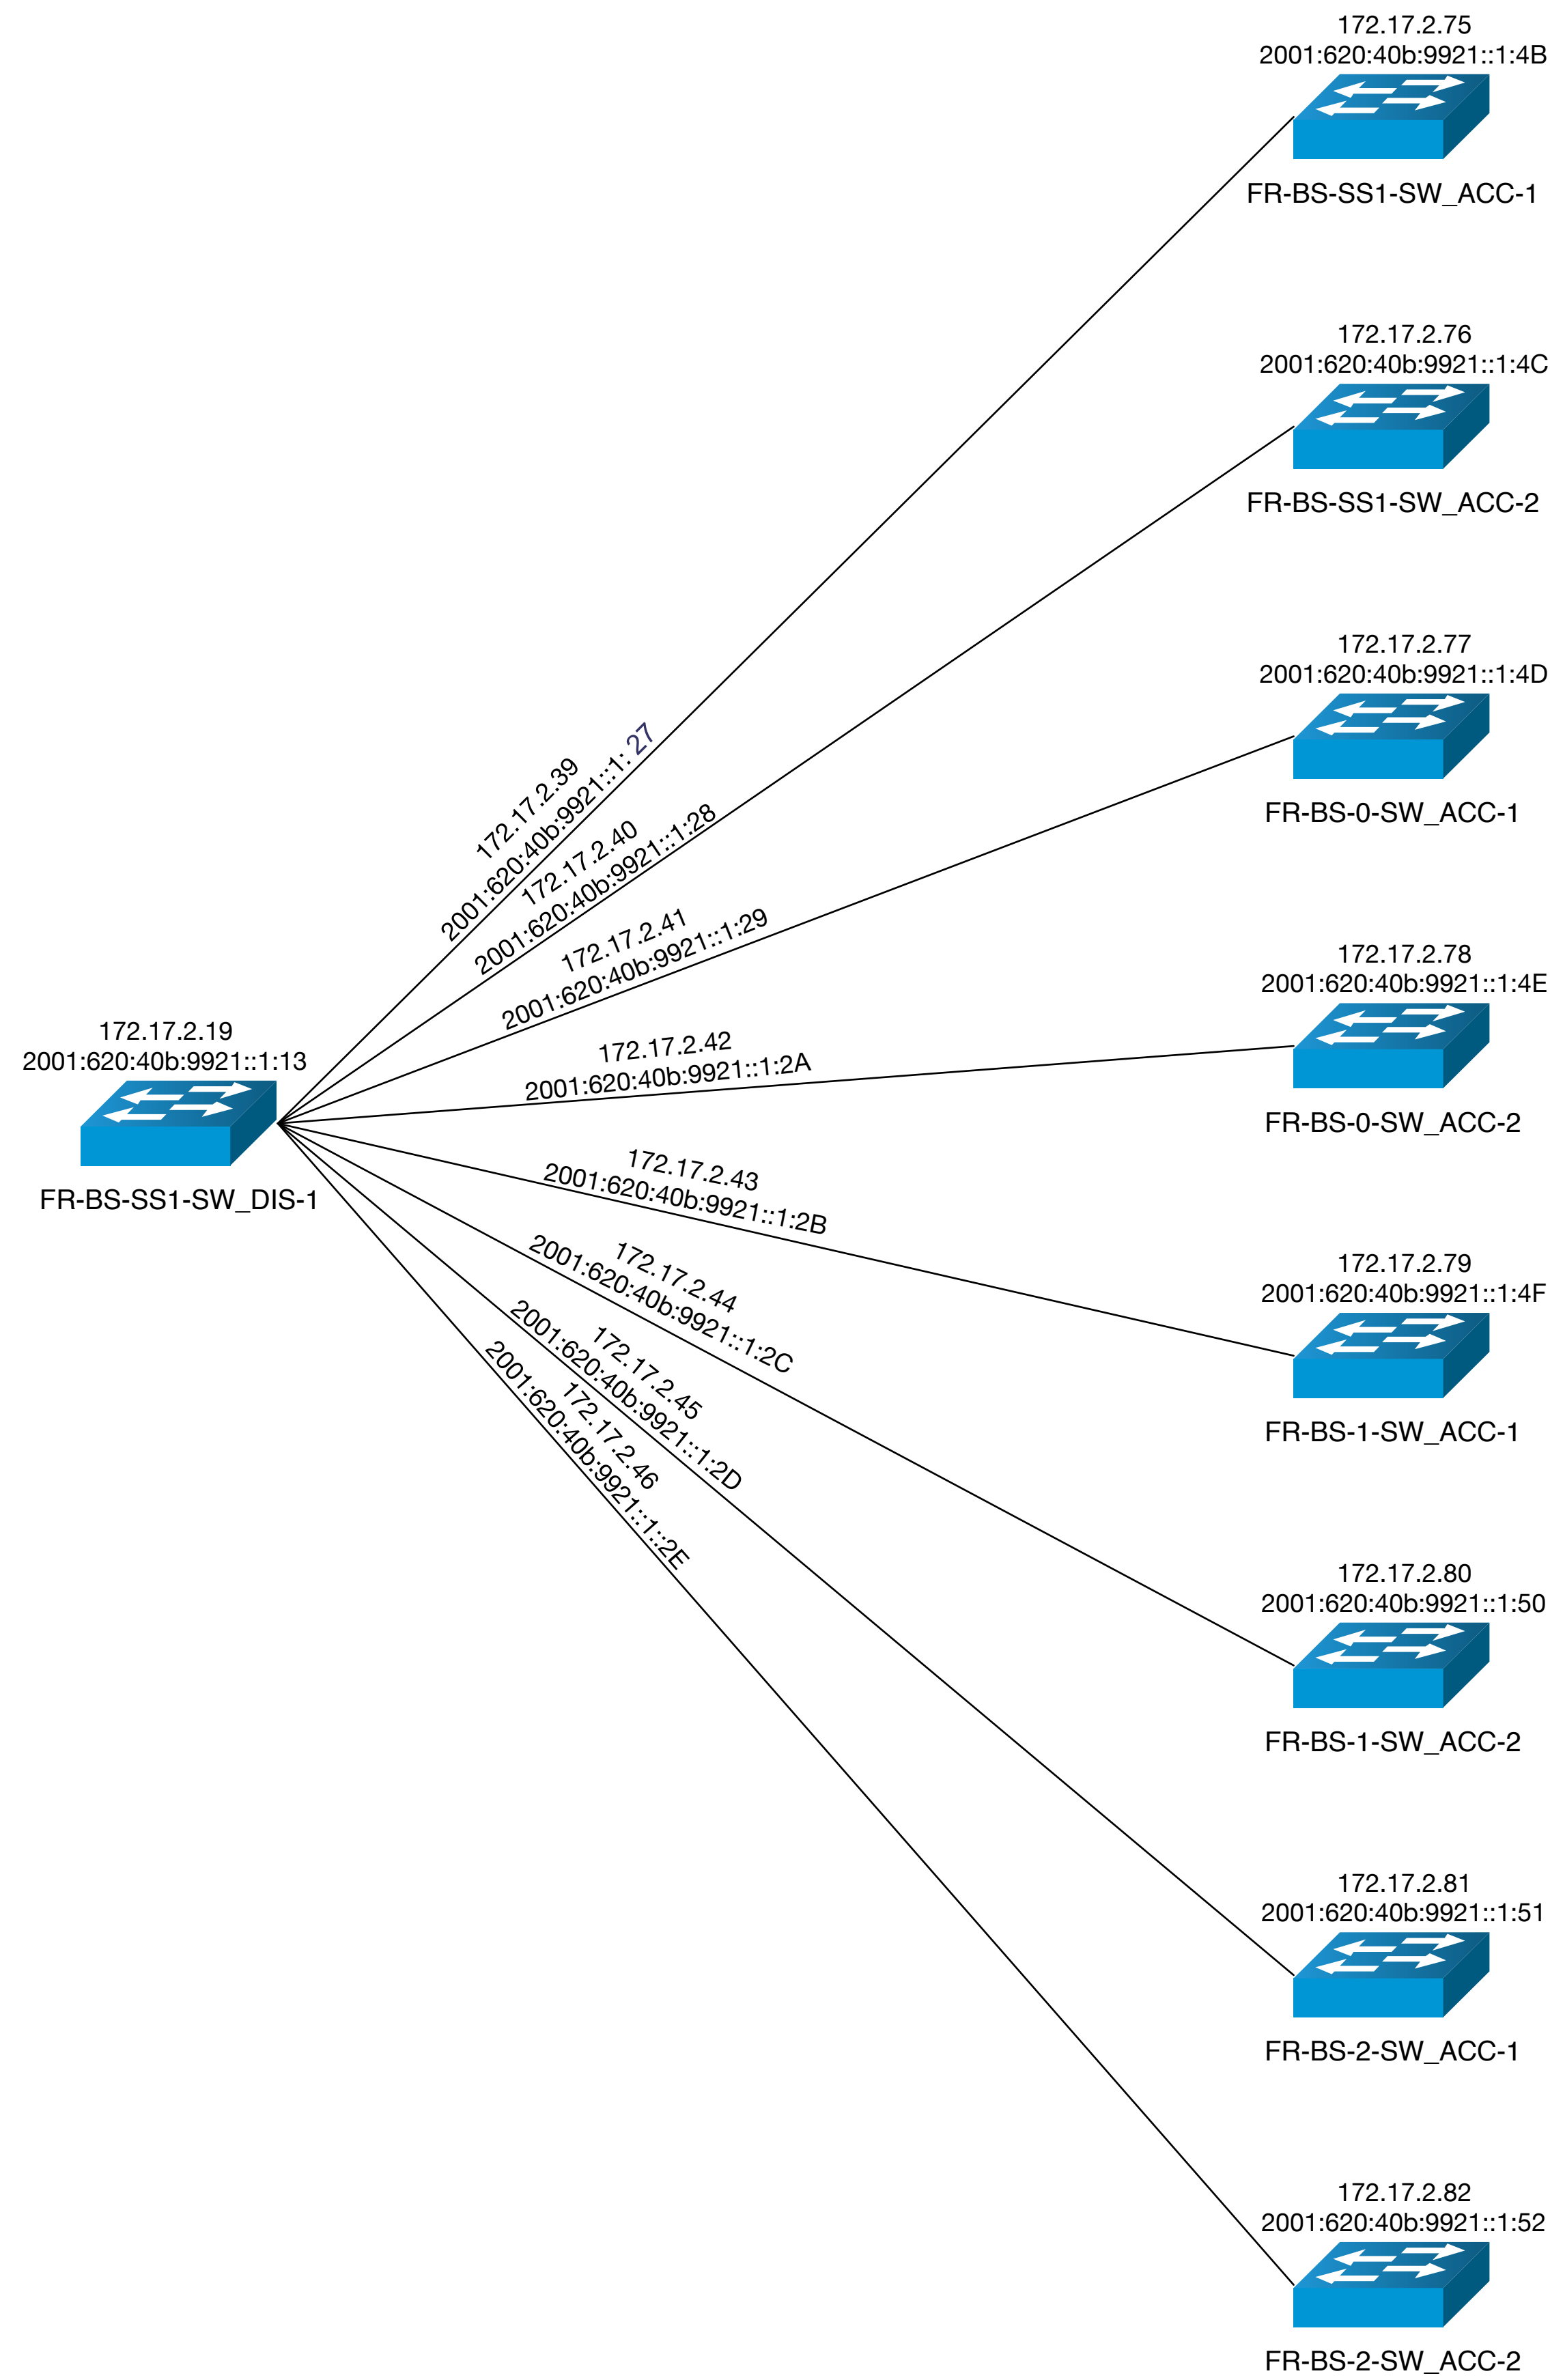 172.17.2.75
2001:620:40b:9921::1:4B
FR-BS-SS1-SW_ACC-1
172.17.2.76
2001:620:40b:9921::1:4C
FR-BS-SS1-SW_ACC-2
172.17.2.77
2001:620:40b:9921::1:4D
FR-BS-0-SW_ACC-1
172.17.2.39
2001:620:40b:9921::1: 27
172.17.2.40
2001:620:40b:9921::1:28
172.17.2.41
2001:620:40b:9921::1:29
172.17.2.78
2001:620:40b:9921::1:4E
FR-BS-0-SW_ACC-2
172.17.2.19
2001:620:40b:9921::1:13
FR-BS-SS1-SW_DIS-1
172.17.2.42
2001:620:40b:9921::1:2A
172.17.2.43
2001:620:40b:9921::1:2B
172.17.2.44
2001:620:40b:9921::1:2C
172.17.2.45
2001:620:40b:9921::1:2D
172.17.2.46
2001:620:40b:9921::1::2E
172.17.2.79
2001:620:40b:9921::1:4F
FR-BS-1-SW_ACC-1
172.17.2.80
2001:620:40b:9921::1:50
FR-BS-1-SW_ACC-2
172.17.2.81
2001:620:40b:9921::1:51
FR-BS-2-SW_ACC-1
172.17.2.82
2001:620:40b:9921::1:52
FR-BS-2-SW_ACC-2